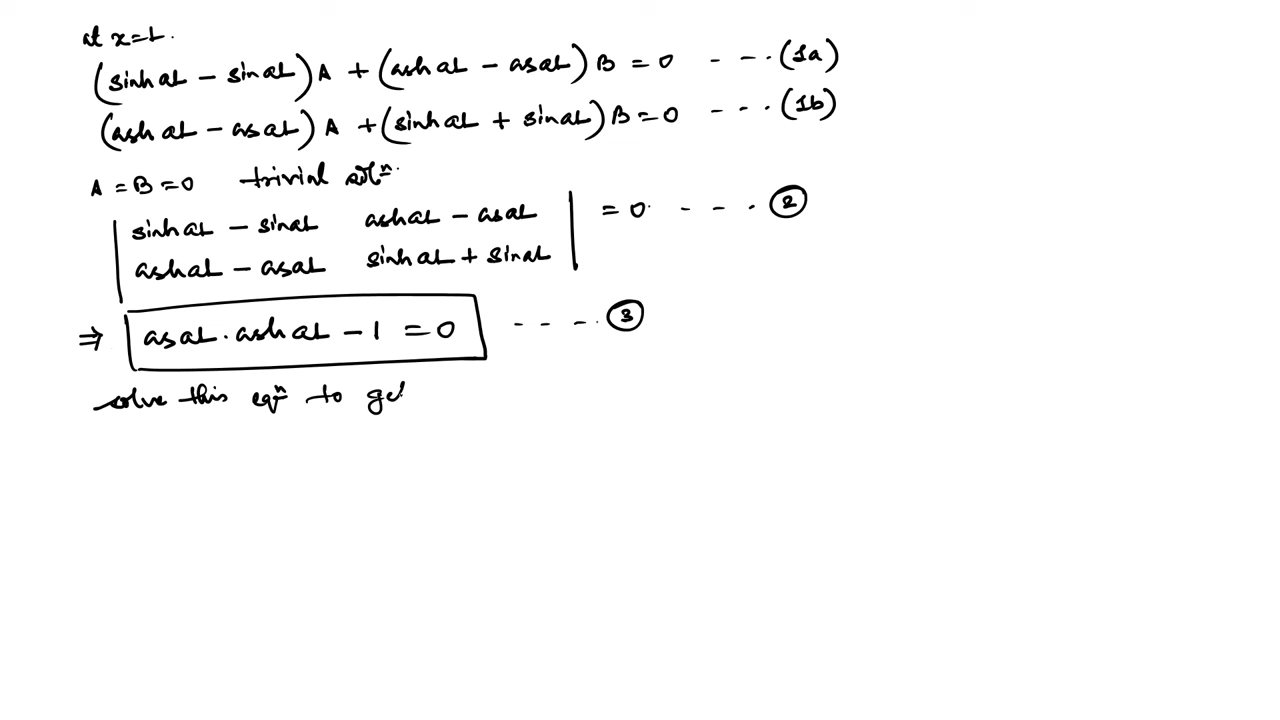 at x=L.
(sinh aL − sin aL) A + (cosh aL − cos aL) B = 0 - - - · (1a)
(cosh aL − cos aL) A + (sinh aL + sin aL) B = 0 - - - · (1b)
A = B = 0 trivial solⁿ.
| sinh aL − sin aL cosh aL − cos aL | = 0 - - - · ②
| cosh aL − cos aL sinh aL + sin aL |
⇒ cos aL · cosh aL − 1 = 0 - - - · ③
solve this eqⁿ to get